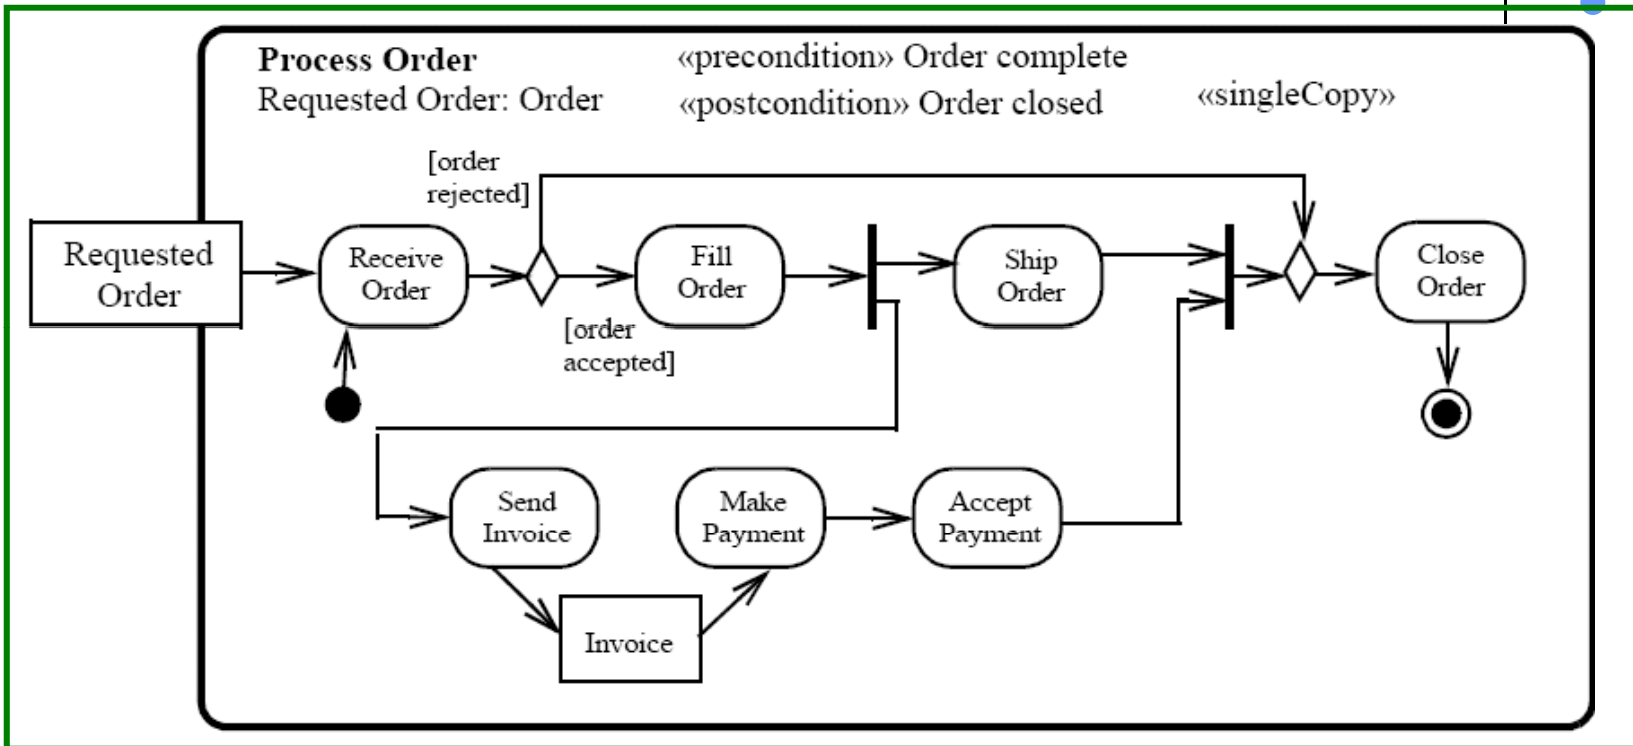 Process Order
Requested Order: Order
«precondition» Order complete
«postcondition» Order closed
«singleCopy»
[order
rejected]
Requested
Order
Receive
Order
Fill
Order
Ship
Order
Close
Order
[order
accepted]
Send
Invoice
Make
Payment
Accept
Payment
Invoice